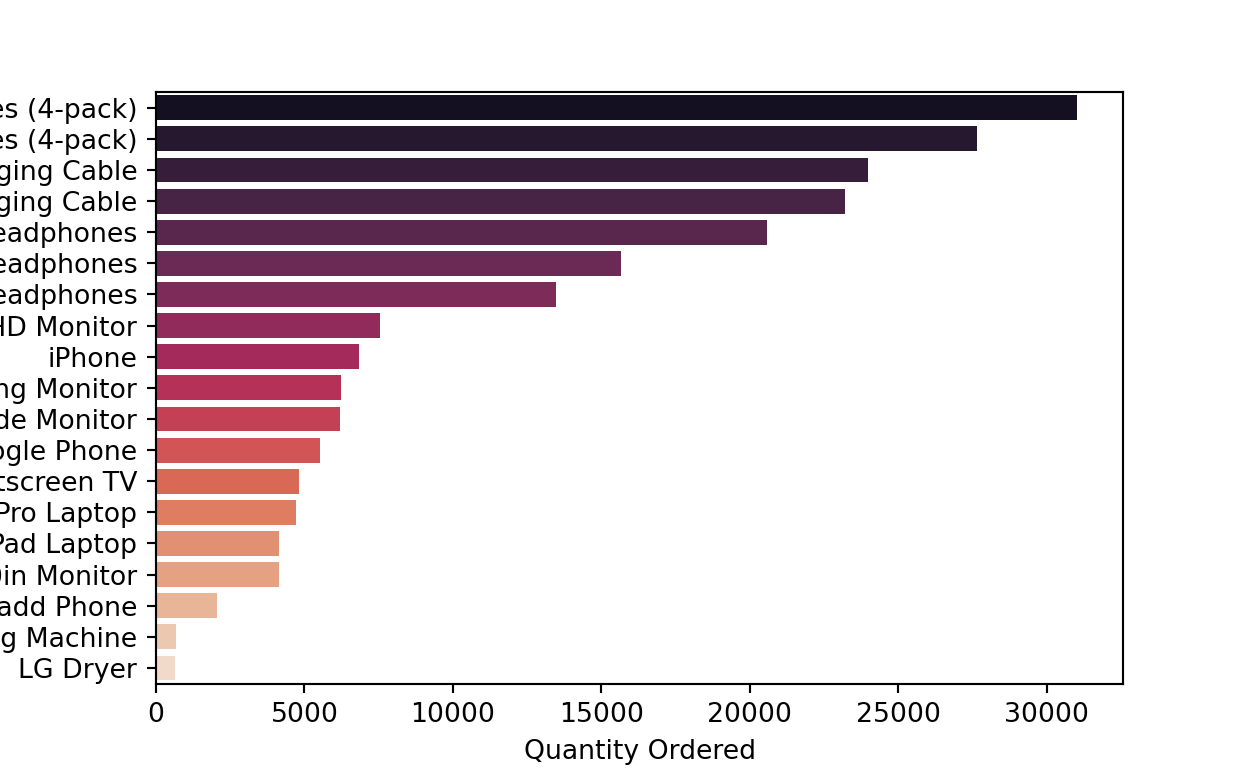 es (4-pack)
es (4-pack)
ging Cable
ging Cable
eadphones
eadphones
eadphones
HD Monitor
iPhone
ng Monitor
de Monitor
ogle Phone
tscreen TV
Pro Laptop
Pad Laptop
0in Monitor
add Phone
g Machine
LG Dryer
0 5000 10000 15000 20000 25000 30000
Quantity Ordered